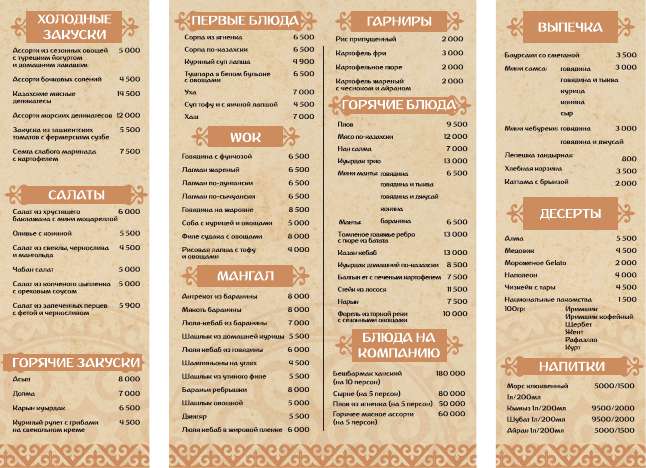 ХОЛОДНЫЕ
ЗАКУСКИ
Ассорти из сезонных овощей 5 000
с турецким йогуртом
и домашним лавашом
Ассорти бочковых солений 4 500
Казахские мясные 14 500
деликатесы
Ассорти морских деликатесов 12 000
Закуска из ташкентских 5 500
томатов с фермерским сузбе
Семга слабого маринада 7 500
с картофелем
САЛАТЫ
Салат из хрустящего 6 000
баклажана с мини моцареллой
Оливье с кониной 5 500
Салат из свеклы, чернослива 4 500
и мангольда
Чабан салат 5 000
Салат из копченого цыпленка 5 000
с ореховым соусом
Салат из запеченных перцев 5 900
с фетой и черносливом
ГОРЯЧИЕ ЗАКУСКИ
Асып 8 000
Долма 7 000
Карын куырдак 6 500
Куриный рулет с грибами 4 500
на свекольном креме
ПЕРВЫЕ БЛЮДА
Сорпа из ягненка 6 500
Сорпа по-казахски 6 500
Куриный суп лапша 4 900
Тушпара в белом бульоне 6 500
с овощами
Уха 7 000
Суп тофу и с яичной лапшой 4 500
Хаш 7 000
WOK
Говядина с фунчозой 6 500
Лагман жареный 6 500
Лагман по-дунгански 6 500
Лагман по-сычуански 6 500
Говядина на жаровне 8 500
Соба с курицей и овощами 5 000
Филе судака с овощами 8 000
Рисовая лапша с тофу 4 000
и овощами
МАНГАЛ
Антрекот из баранины 8 000
Мякоть баранины 8 000
Люля-кебаб из баранины 7 000
Шашлык из домашней курицы 5 500
Люля кебаб из говядины 6 000
Шампиньоны на углях 4 500
Шашлык из утиного филе 5 500
Бараньи ребрышки 8 000
Шашлык овощной 5 000
Джигяр 5 500
Люля кебаб в жировой пленке 6 000
ГАРНИРЫ
Рис припущенный 2 000
Картофель фри 3 000
Картофельное пюре 2 000
Картофель жареный 2 000
с чесноком и айраном
ГОРЯЧИЕ БЛЮДА
Плов 9 500
Мясо по-казахски 12 000
Нан салма 7 000
Куырдак трио 13 000
Мини манты: говядина 6 500
говядина и тыква
говядина и джусай
конина
Манты: баранина 6 500
Томленое говяжье ребро 13 000
с пюре из батата
Казан кебаб 13 000
Куырдак домашний по-казахски 8 500
Балтыр ет с печеным картофелем 7 500
Стейк из лосося 11 500
Нарын 7 500
Форель из горной реки 10 000
с сезонными овощами
БЛЮДА НА
КОМПАНИЮ
Бешбармак ханский 180 000
(на 10 персон)
Сырне (на 5 персон) 80 000
Плов из ягненка (на 5 персон) 50 000
Горячее мясное ассорти 60 000
(на 5 персон)
ВЫПЕЧКА
Баурсаки со сметаной 3 500
Мини самса: говядина 3 000
говядина и тыква
курица
конина
сыр
Мини чебуреки: говядина 3 000
говядина и джусай
Лепешка тандырная 800
Хлебная корзина 3 500
Каттама с брынзой 2 000
ДЕСЕРТЫ
Алма 5 500
Медовик 4 500
Мороженое Gelato 2 000
Наполеон 4 000
Чизкейк с тары 4 500
Национальные лакомства 1 500
100гр: Иримшик
Иримшик кофейный
Шербет
Жент
Рафаэлло
Курт
НАПИТКИ
Морс клюквенный 5000/1500
1л/200мл
Кымыз 1л/200мл 9500/2000
Шубат 1л/200мл 9500/2000
Айран 1л/200мл 5000/1500